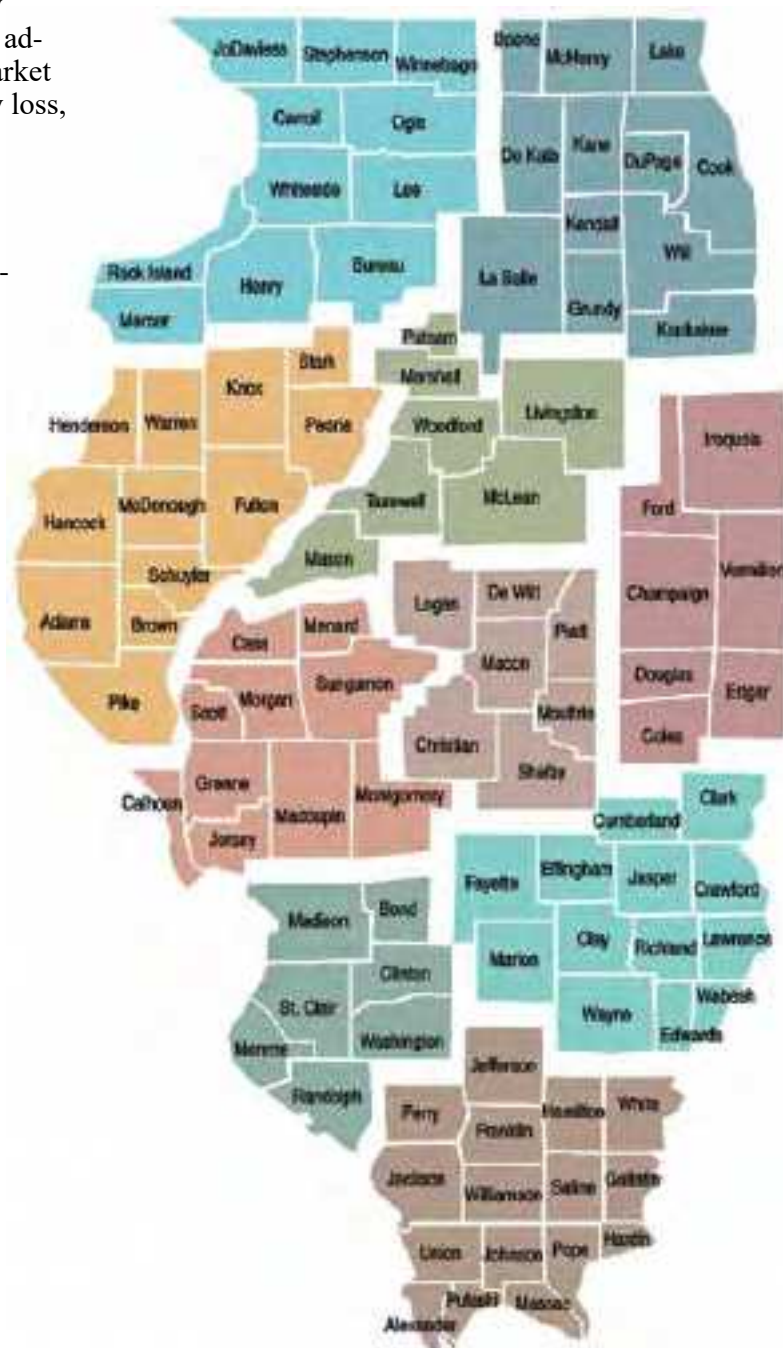 ad-
arket
y loss,
-
JoDaviess Stephenson Winnebago Boone McHenry Lake
Carroll Ogle De Kalb Kane DuPage Cook
Whiteside Lee Kendall Will
Rock Island Henry Bureau La Salle Grundy
Mercer Kankakee
Putnam
Stark Marshall
Knox Livingston
Henderson Warren Peoria Woodford Iroquois
Hancock McDonough Fulton Tazewell McLean Ford
Schuyler Mason Vermilion
Adams Brown Logan De Witt Champaign
Cass Menard Macon Piatt
Pike Scott Morgan Sangamon Douglas Edgar
Christian Moultrie Coles
Shelby
Calhoun Greene Macoupin Montgomery
Jersey Clark
Cumberland
Fayette Effingham Jasper Crawford
Madison Bond
Marion Clay Richland Lawrence
Clinton
St. Clair Wayne Wabash
Monroe Washington Edwards
Randolph Jefferson
Perry Franklin Hamilton White
Jackson Williamson Saline Gallatin
Union Johnson Pope Hardin
Pulaski Massac
Alexander